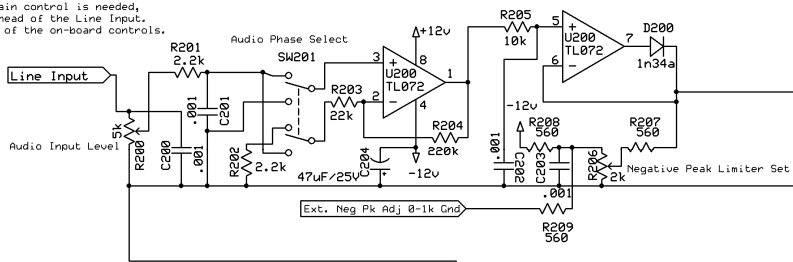 ain control is needed,
head of the Line Input.
of the on-board controls.
Audio Phase Select
SW201
R201
2.2k
Line Input
5k
R200
Audio Input Level
C200
.001
.001
C201
R202
2.2k
R203
22k
3
2
+
-
U200
TL072
8
4
1
+12v
-12v
R204
220k
47uF/25V
C204
+
R205
10k
.001
C202
5
6
+
-
U200
TL072
7
D200
1n34a
-12v
R208
560
C203
.001
R206
2k
R207
560
Negative Peak Limiter Set
Ext. Neg Pk Adj 0-1k Gnd
R209
560